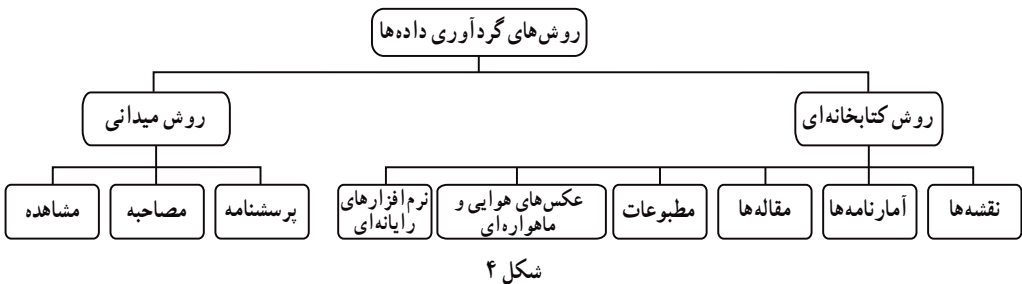 روش‌های گردآوری داده‌ها
روش کتابخانه‌ای
روش میدانی
نقشه‌ها
آمارنامه‌ها
مقاله‌ها
مطبوعات
عکس‌های هوایی و
ماهواره‌ای
نرم‌افزارهای
رایانه‌ای
پرسشنامه
مصاحبه
مشاهده
شکل ۴